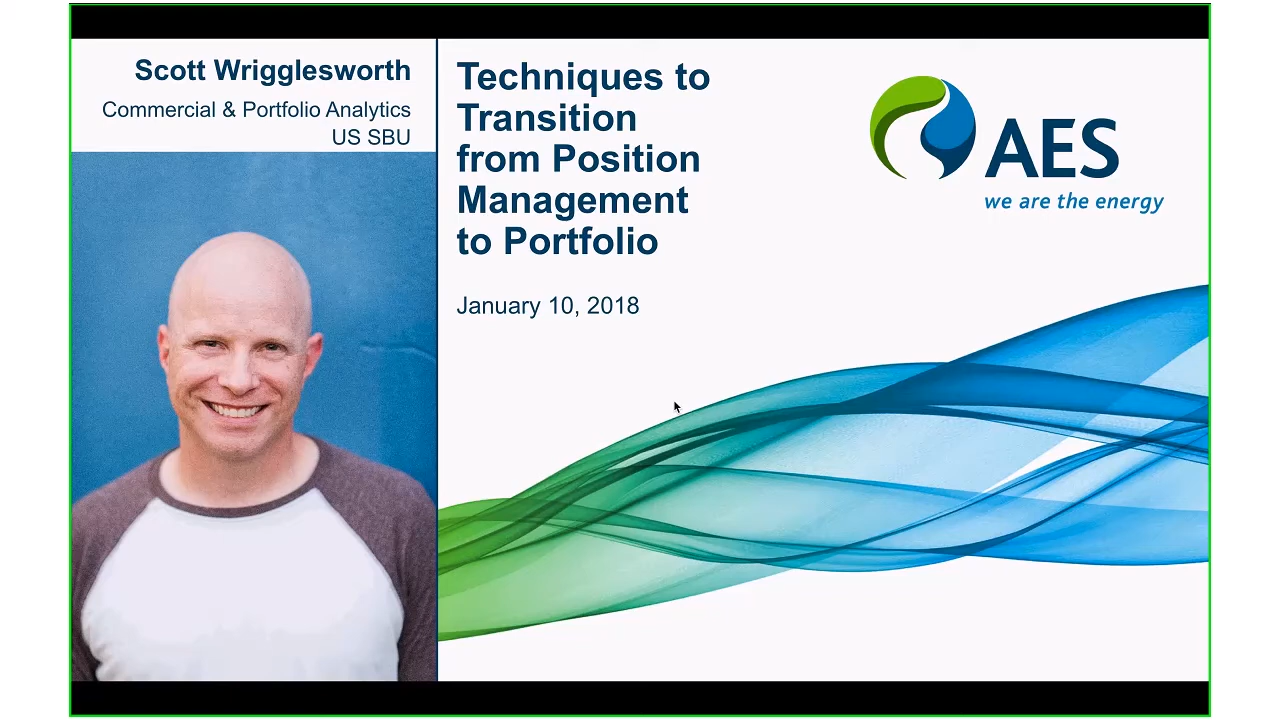 Scott Wrigglesworth
Commercial & Portfolio Analytics
US SBU
Techniques to
Transition
from Position
Management
to Portfolio
January 10, 2018
AES
we are the energy